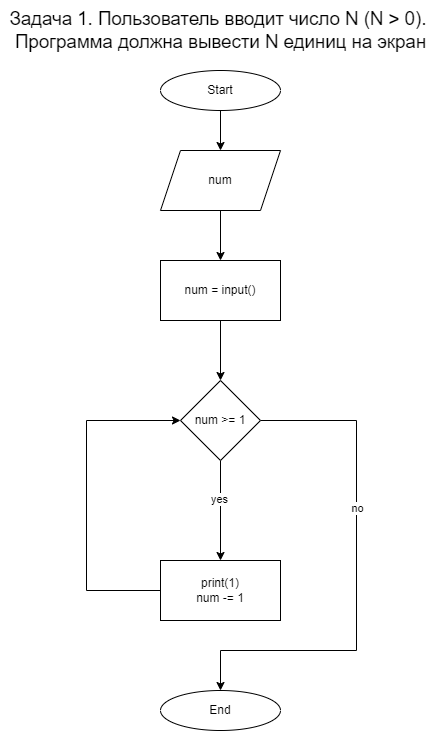 Задача 1. Пользователь вводит число N (N > 0).
Программа должна вывести N единиц на экран
Start
num
num = input()
num >= 1
yes
no
print(1)
num -= 1
End